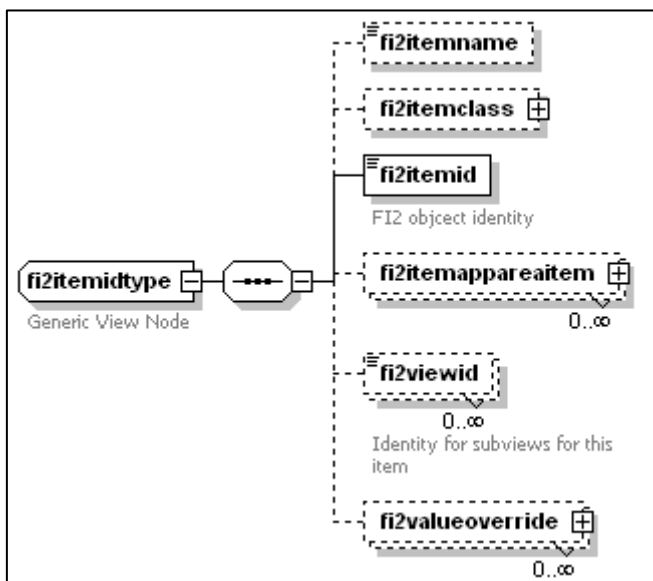 fi2itemname
fi2itemclass
fi2itemid
FI2 objcect identity
fi2itemidtype
Generic View Node
fi2itemappareaitem
0..∞
fi2viewid
0..∞
Identity for subviews for this
item
fi2valueoverride
0..∞